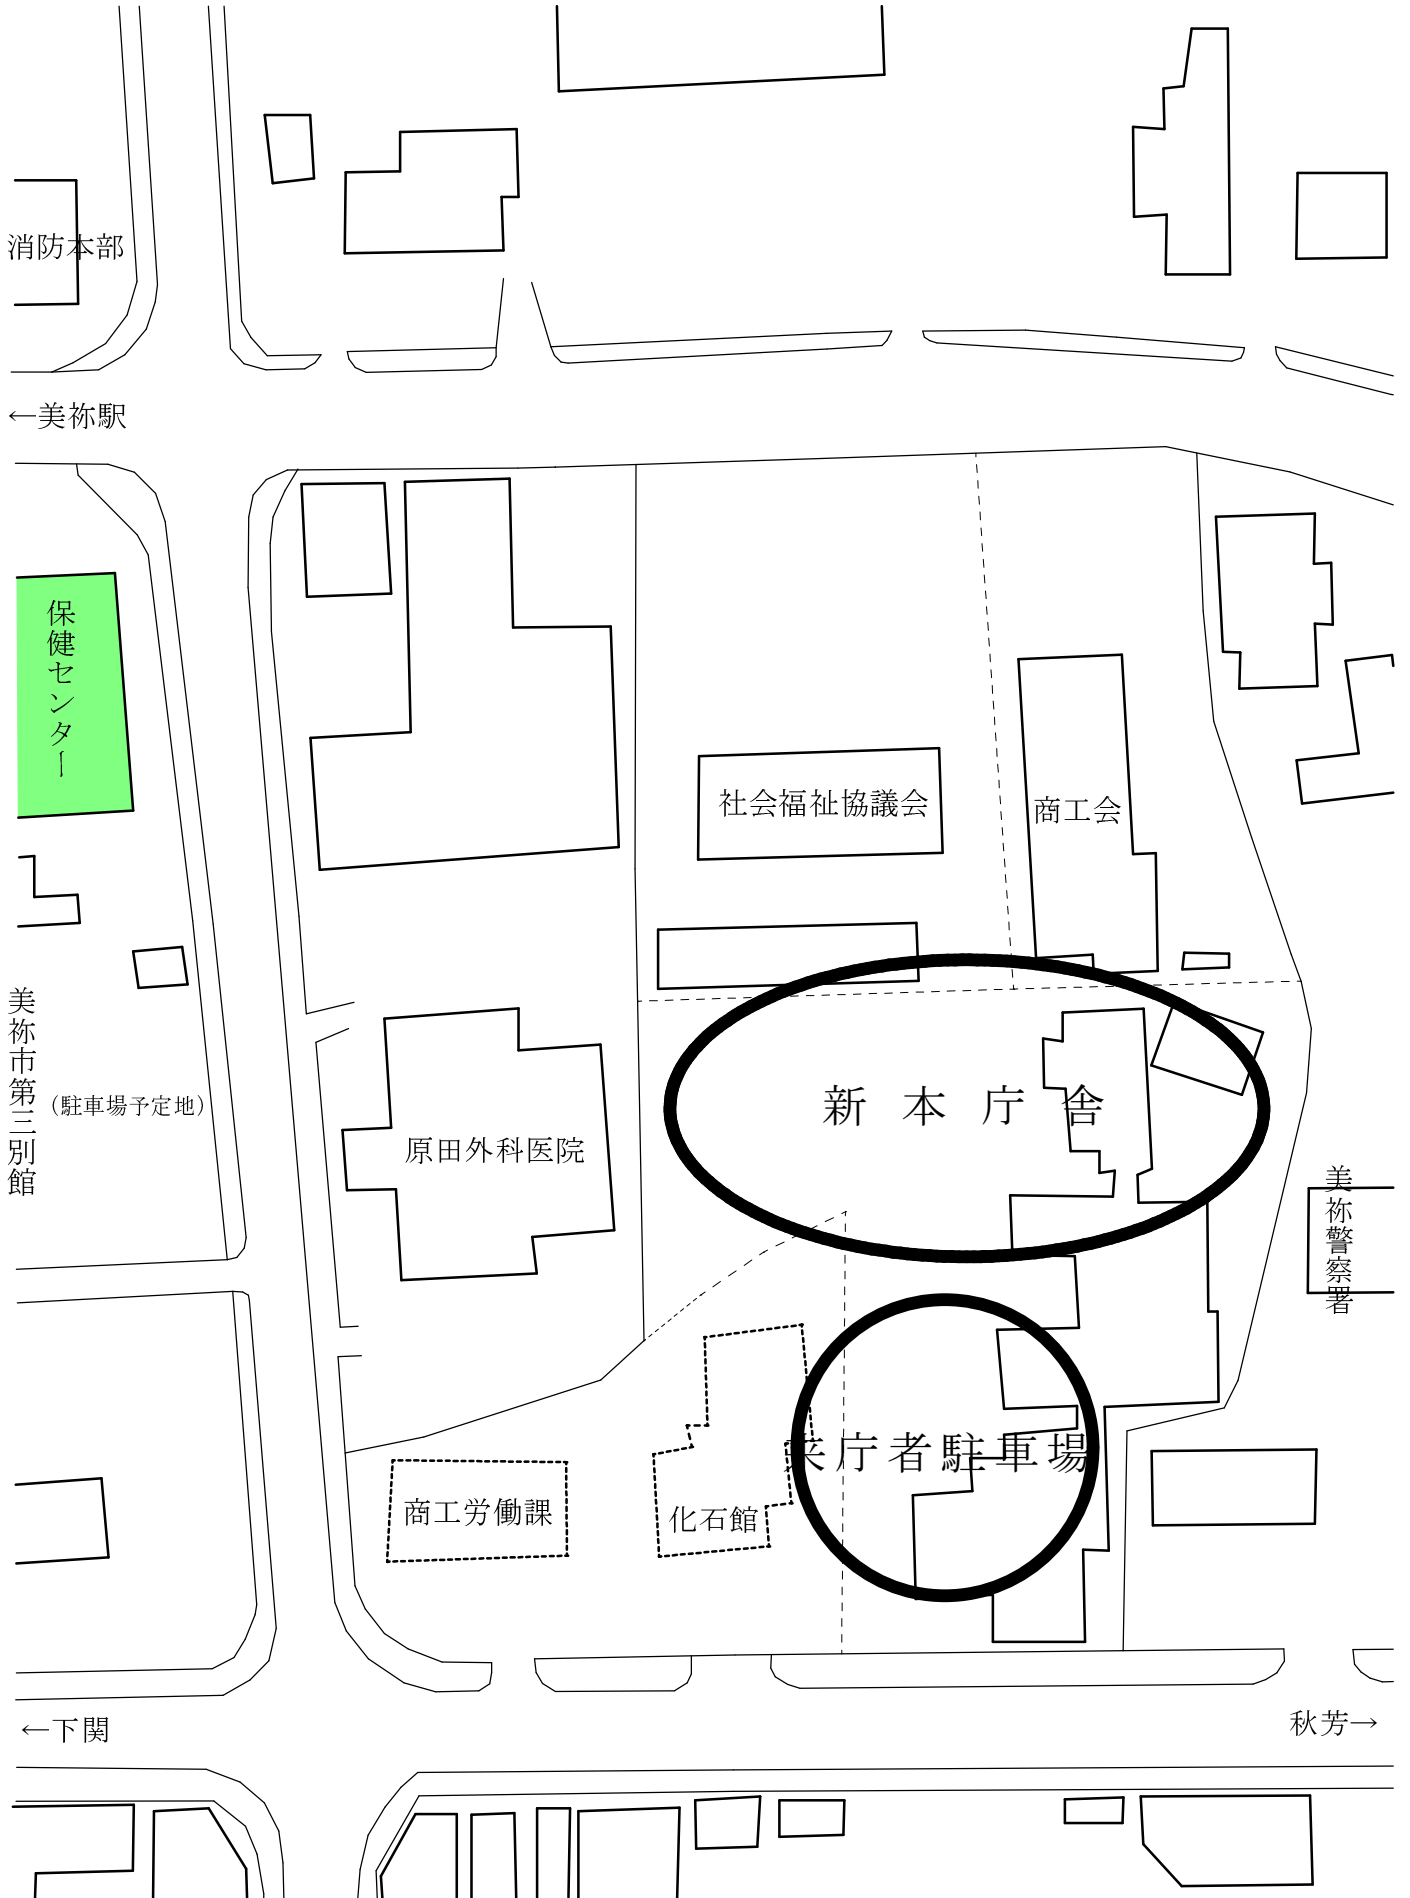 消防本部
←美祢駅
保健センター
社会福祉協議会
商工会
美祢市第三別館
（駐車場予定地）
原田外科医院
新本庁舎
美祢警察署
来庁者駐車場
商工労働課
化石館
←下関
秋芳→